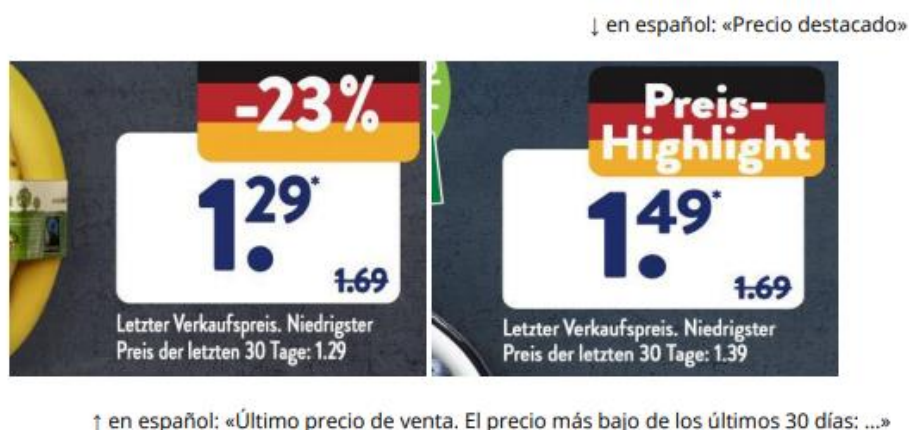 ↓ en español: «Precio destacado»
-23%
1.29*
1.69
Letzter Verkaufspreis. Niedrigster
Preis der letzten 30 Tage: 1.29
Preis-
Highlight
1.49*
1.69
Letzter Verkaufspreis. Niedrigster
Preis der letzten 30 Tage: 1.39
↑ en español: «Último precio de venta. El precio más bajo de los últimos 30 días: ...»